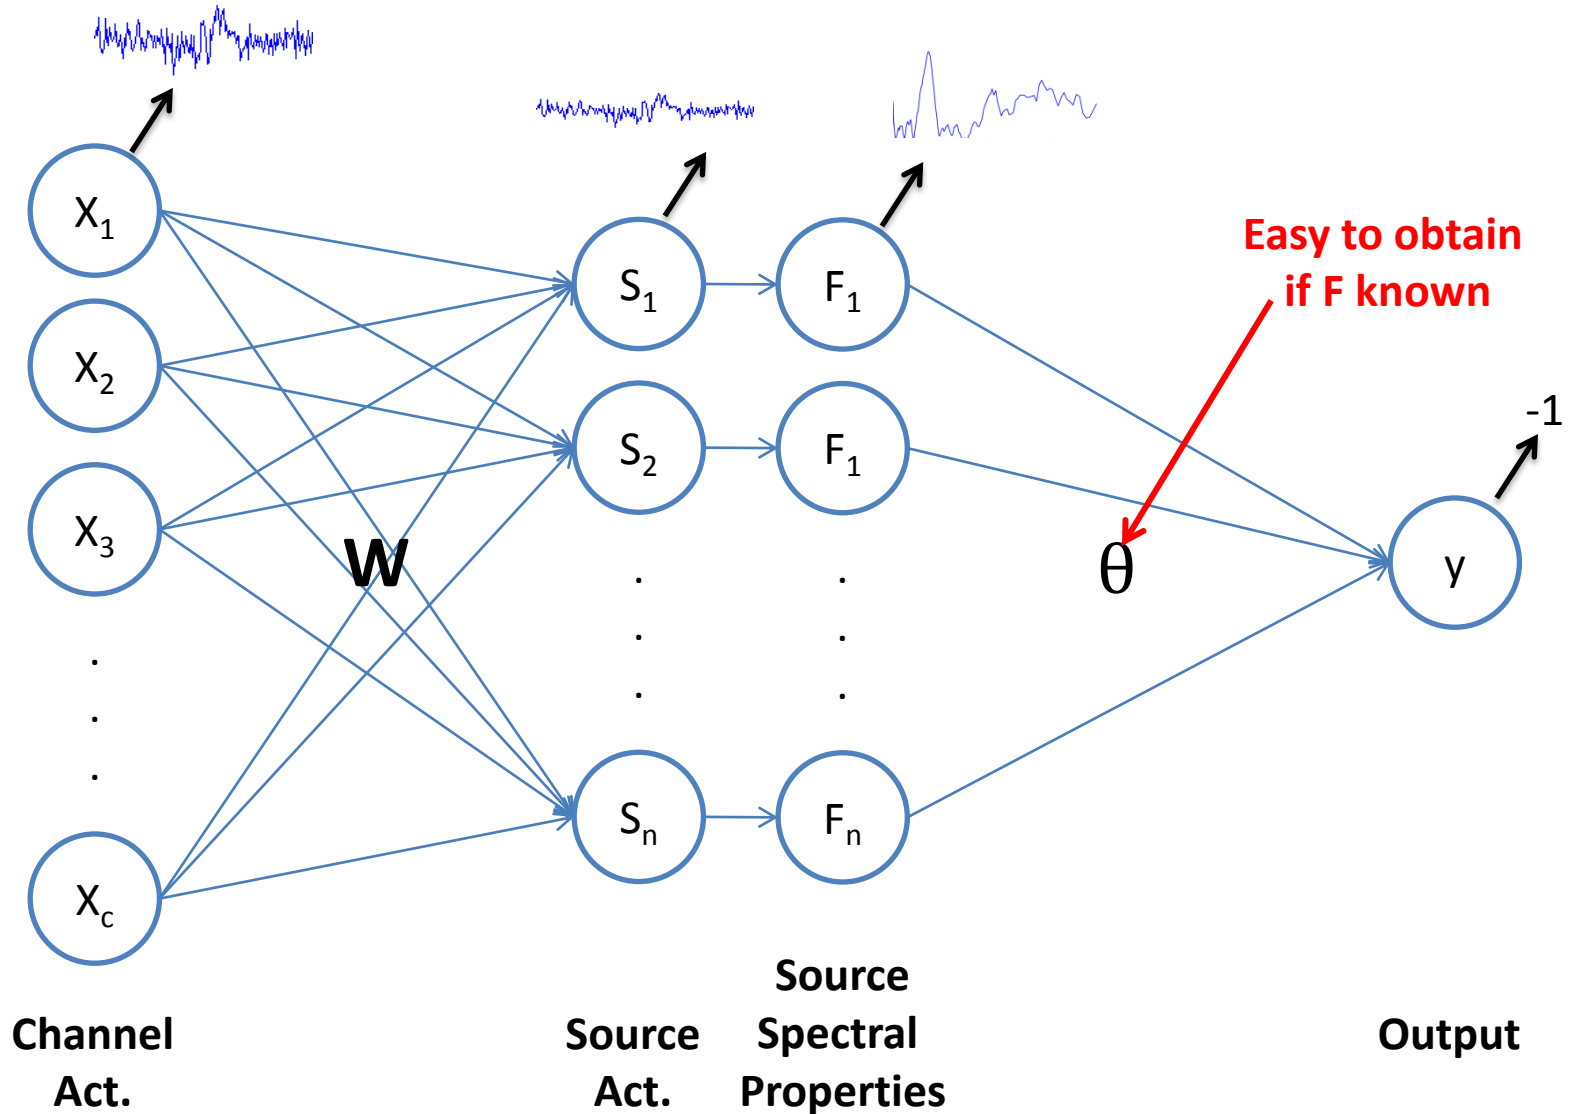 X1
X2
X3
.
.
.
Xc
W
S1
S2
.
.
.
Sn
F1
F1
.
.
.
Fn
Easy to obtain
if F known
θ
-1
y
Channel
Act.
Source
Act.
Source
Spectral
Properties
Output